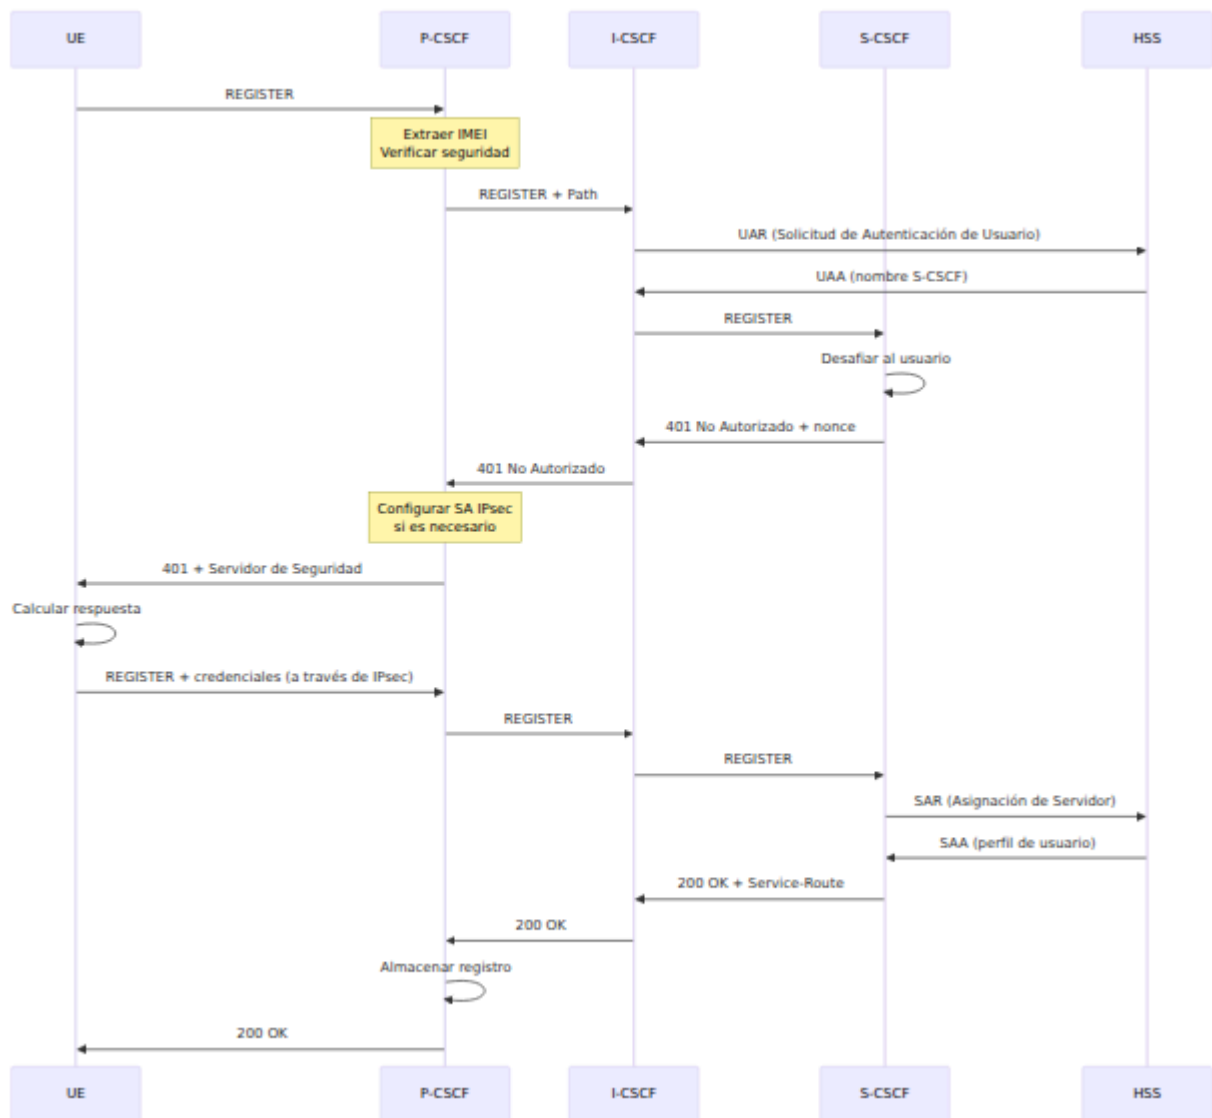 UE
P-CSCF
I-CSCF
S-CSCF
HSS
REGISTER
Extraer IMEI
Verificar seguridad
REGISTER + Path
UAR (Solicitud de Autenticación de Usuario)
UAA (nombre S-CSCF)
REGISTER
Desafiar al usuario
401 No Autorizado + nonce
401 No Autorizado
Configurar SA IPsec
si es necesario
401 + Servidor de Seguridad
Calcular respuesta
REGISTER + credenciales (a través de IPsec)
REGISTER
REGISTER
SAR (Asignación de Servidor)
SAA (perfil de usuario)
200 OK + Service-Route
200 OK
Almacenar registro
200 OK
UE
P-CSCF
I-CSCF
S-CSCF
HSS